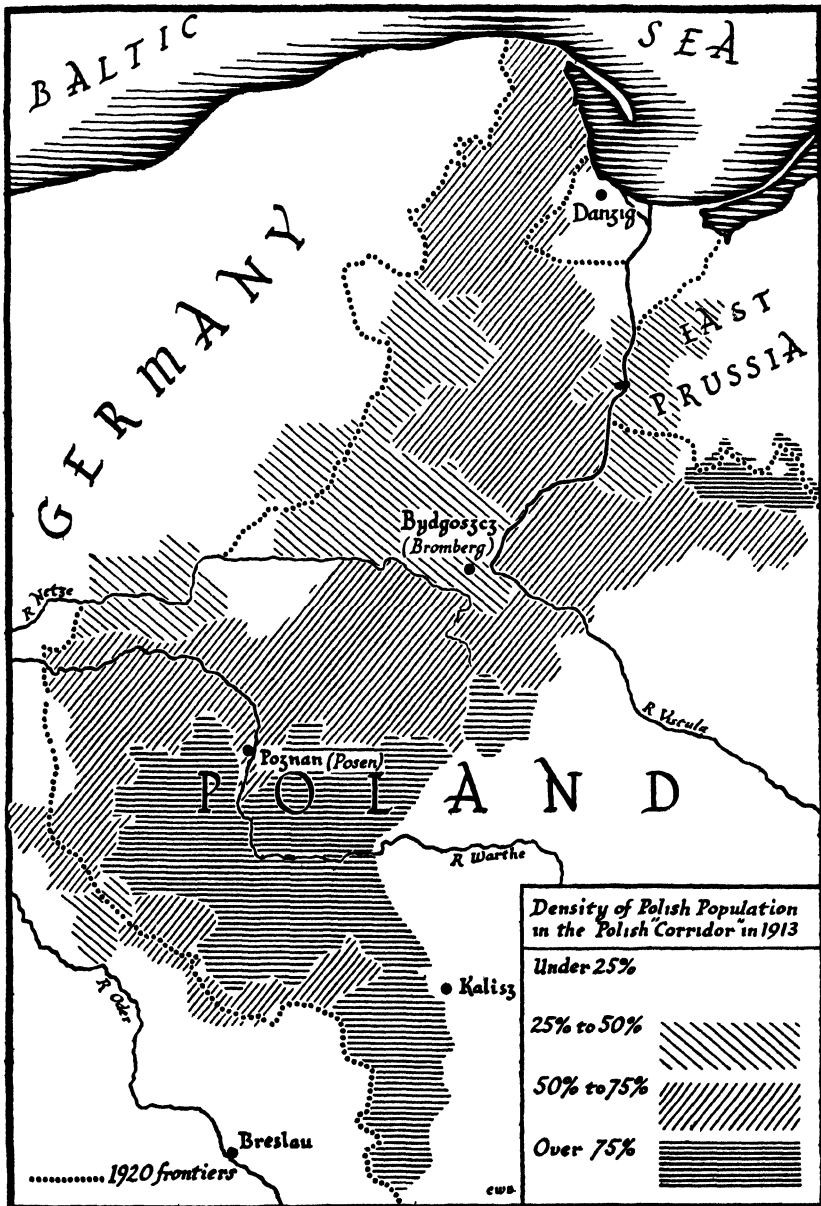 BALTIC SEA
Danzig
GERMANY
EAST
PRUSSIA
Bydgoszcz
(Bromberg)
R Netze
R Viscula
Poznan (Posen)
POLAND
R Warthe
Density of Polish Population
in the Polish "Corridor" in 1913
Under 25%
25% to 50%
50% to 75%
Over 75%
Kalisz
R Oder
Breslau
1920 frontiers
CWB